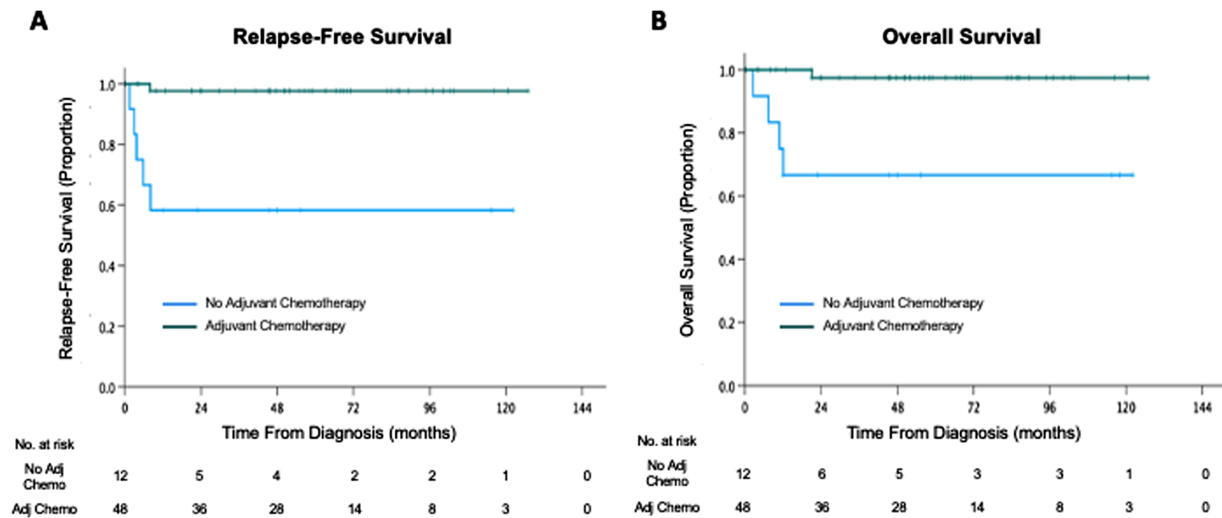 A
Relapse-Free Survival
Relapse-Free Survival (Proportion)
1.0
0.8
0.6
0.4
0.2
0.0
No Adjuvant Chemotherapy
Adjuvant Chemotherapy
0 24 48 72 96 120 144
Time From Diagnosis (months)
No. at risk
No Adj
Chemo
12 5 4 2 2 1 0
Adj Chemo 48 36 28 14 8 3 0
B
Overall Survival
Overall Survival (Proportion)
1.0
0.8
0.6
0.4
0.2
0.0
No Adjuvant Chemotherapy
Adjuvant Chemotherapy
0 24 48 72 96 120 144
Time From Diagnosis (months)
No. at risk
No Adj
Chemo
12 6 5 3 3 1 0
Adj Chemo 48 36 28 14 8 3 0